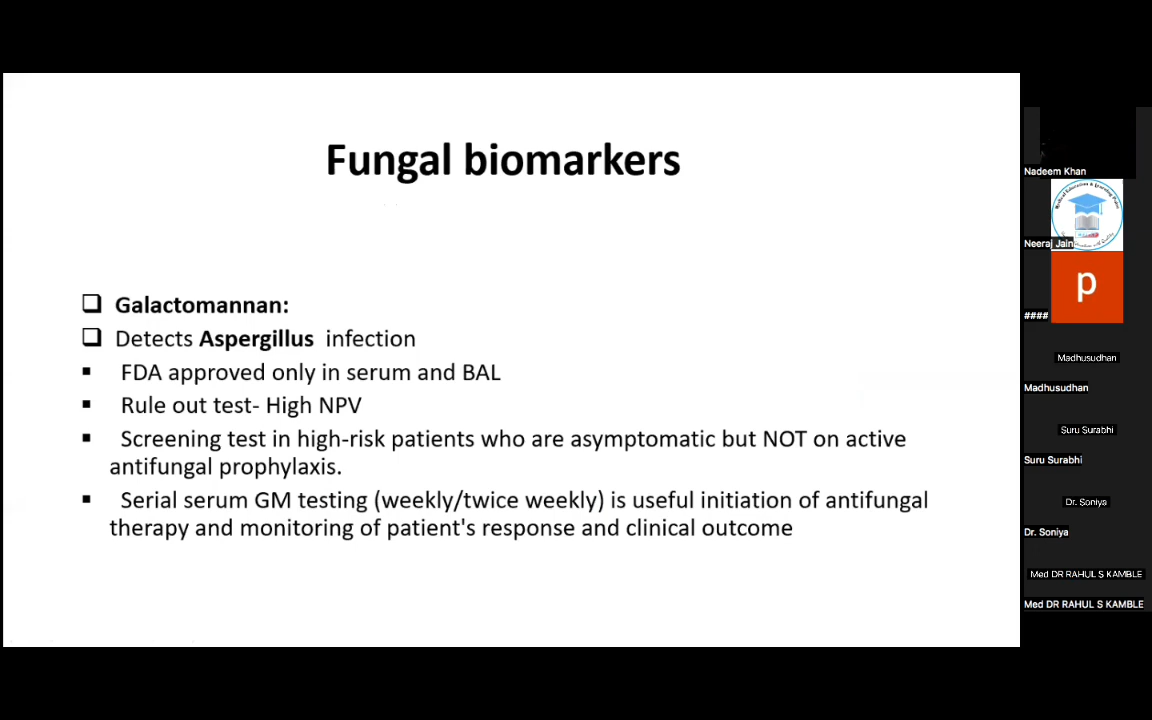 Fungal biomarkers
❑ Galactomannan:
❑ Detects Aspergillus infection
▪ FDA approved only in serum and BAL
▪ Rule out test- High NPV
▪ Screening test in high-risk patients who are asymptomatic but NOT on active
antifungal prophylaxis.
▪ Serial serum GM testing (weekly/twice weekly) is useful initiation of antifungal
therapy and monitoring of patient's response and clinical outcome
Nadeem Khan
Neeraj Jain
p
####
Madhusudhan
Madhusudhan
Suru Surabhi
Suru Surabhi
Dr. Soniya
Dr. Soniya
Med DR RAHUL S KAMBLE
Med DR RAHUL S KAMBLE